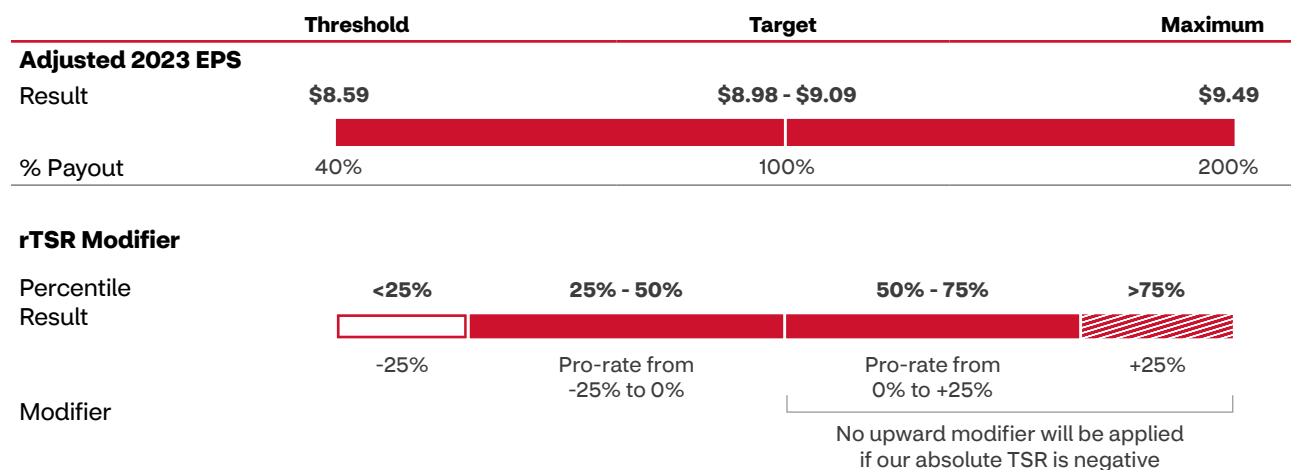 Threshold Target Maximum
Adjusted 2023 EPS
Result $8.59 $8.98 - $9.09 $9.49
% Payout 40% 100% 200%
rTSR Modifier
Percentile
Result
<25% 25% - 50% 50% - 75% >75%
-25% Pro-rate from
-25% to 0%
Pro-rate from
0% to +25%
+25%
Modifier
No upward modifier will be applied
if our absolute TSR is negative